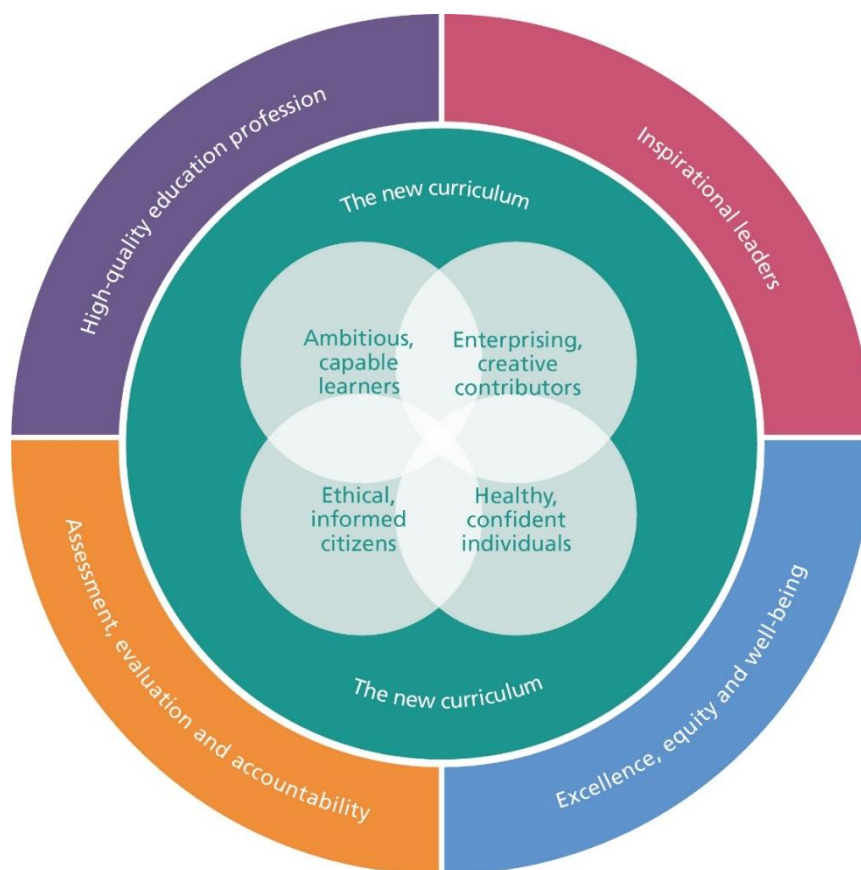 High-quality education profession
Inspirational leaders
The new curriculum
Ambitious,
capable
learners
Enterprising,
creative
contributors
Ethical,
informed
citizens
Healthy,
confident
individuals
The new curriculum
Assessment, evaluation and accountability
Excellence, equity and well-being